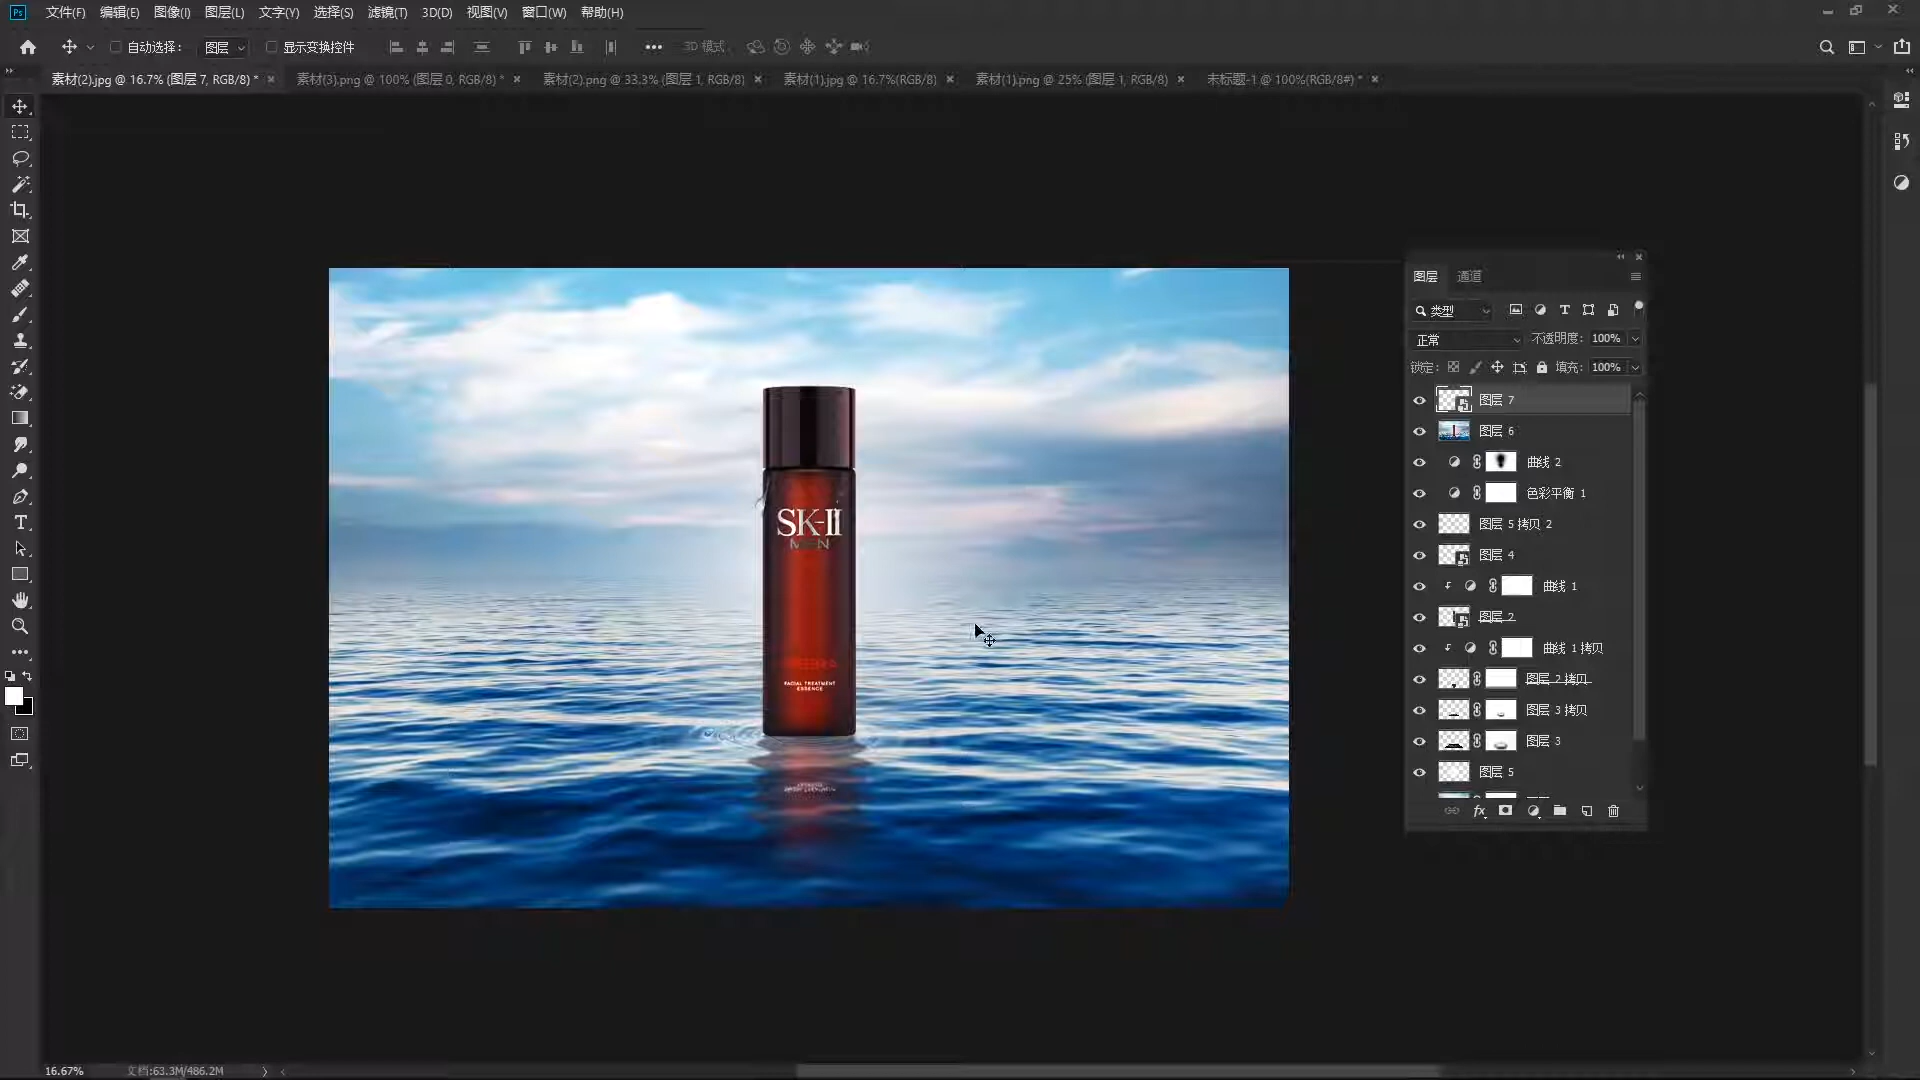 Ps 文件(F) 编辑(E) 图像(I) 图层(L) 文字(Y) 选择(S) 滤镜(T) 3D(D) 视图(V) 窗口(W) 帮助(H)
自动选择: 图层 显示变换控件 3D 模式
素材(2).jpg @ 16.7% (图层 7, RGB/8) * 素材(3).png @ 100% (图层 0, RGB/8) * 素材(2).png @ 33.3% (图层 1, RGB/8) 素材(1).jpg @ 16.7%(RGB/8) 素材(1).png @ 25% (图层 1, RGB/8) 未标题-1 @ 100%(RGB/8#) *
图层 通道
类型
正常 不透明度: 100%
锁定: 填充: 100%
图层 7
图层 6
曲线 2
色彩平衡 1
图层 5 拷贝 2
图层 4
曲线 1
图层 2
曲线 1 拷贝
图层 2 拷贝
图层 3 拷贝
图层 3
图层 5
fx
SK-II
MEN
FACIAL TREATMENT
ESSENCE
16.67% 文档:63.3M/486.2M